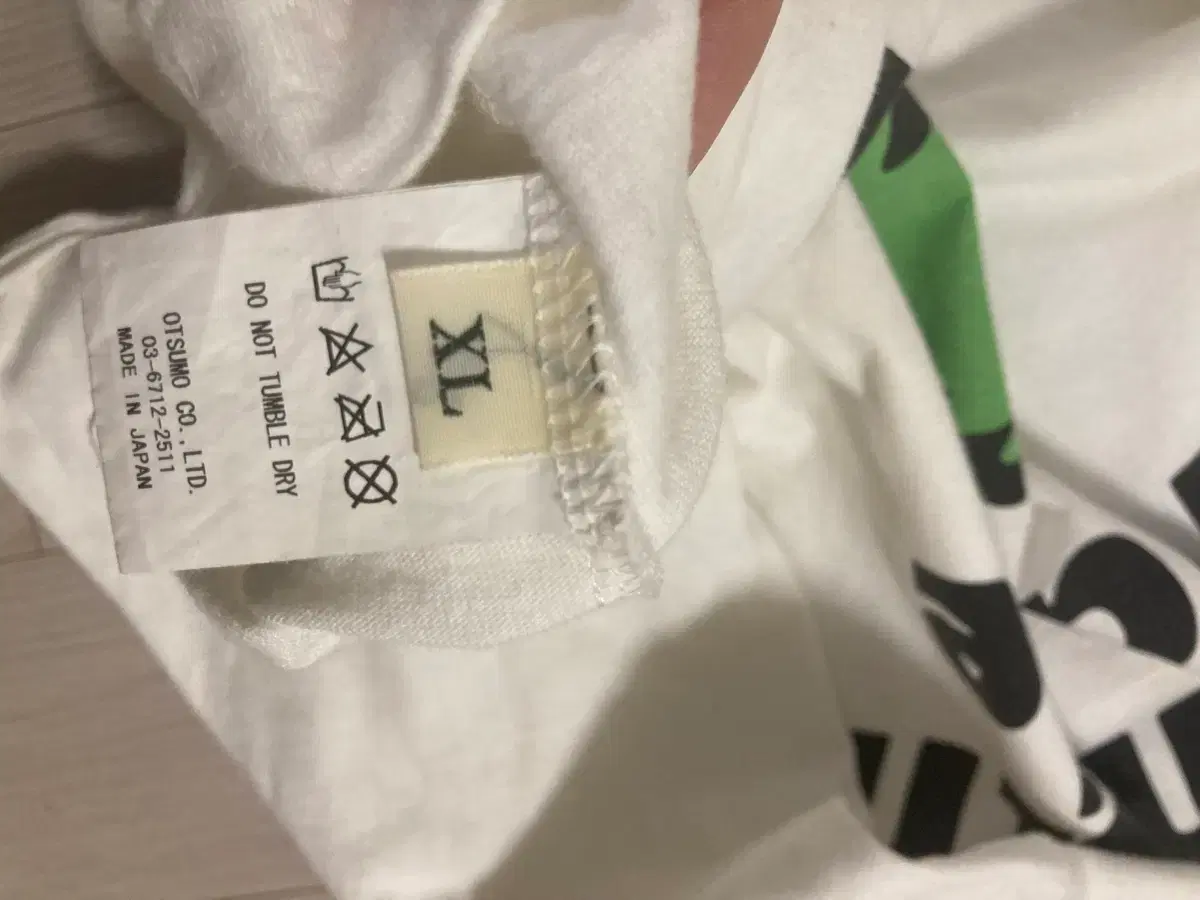 XL
DO NOT TUMBLE DRY
OTSUMO CO.,LTD.
03-6712-2511
MADE IN JAPAN